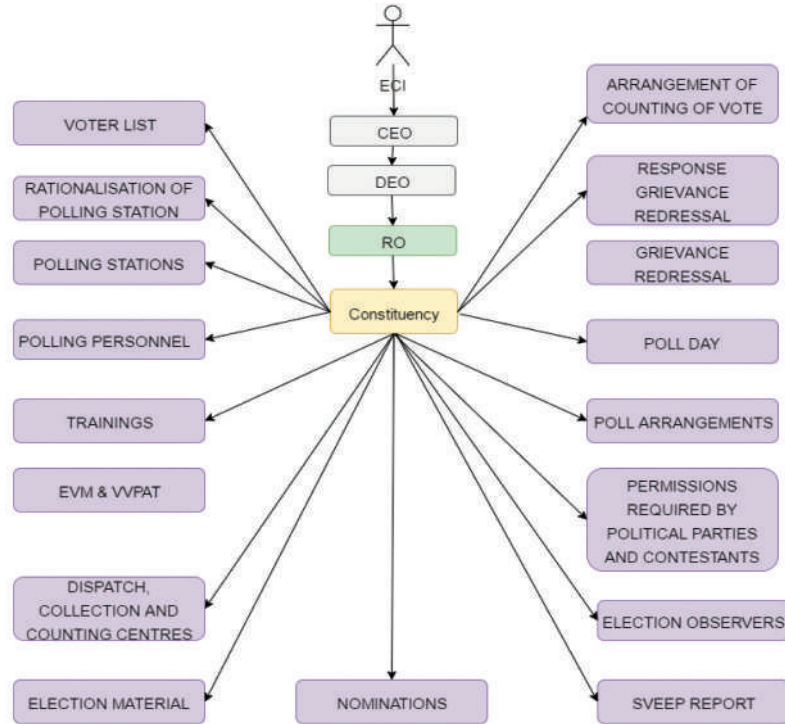 ECI
CEO
DEO
RO
Constituency
VOTER LIST
RATIONALISATION OF
POLLING STATION
POLLING STATIONS
POLLING PERSONNEL
TRAININGS
EVM & VVPAT
DISPATCH,
COLLECTION AND
COUNTING CENTRES
ELECTION MATERIAL
NOMINATIONS
ARRANGEMENT OF
COUNTING OF VOTE
RESPONSE
GRIEVANCE
REDRESSAL
GRIEVANCE
REDRESSAL
POLL DAY
POLL ARRANGEMENTS
PERMISSIONS
REQUIRED BY
POLITICAL PARTIES
AND CONTESTANTS
ELECTION OBSERVERS
SVEEP REPORT